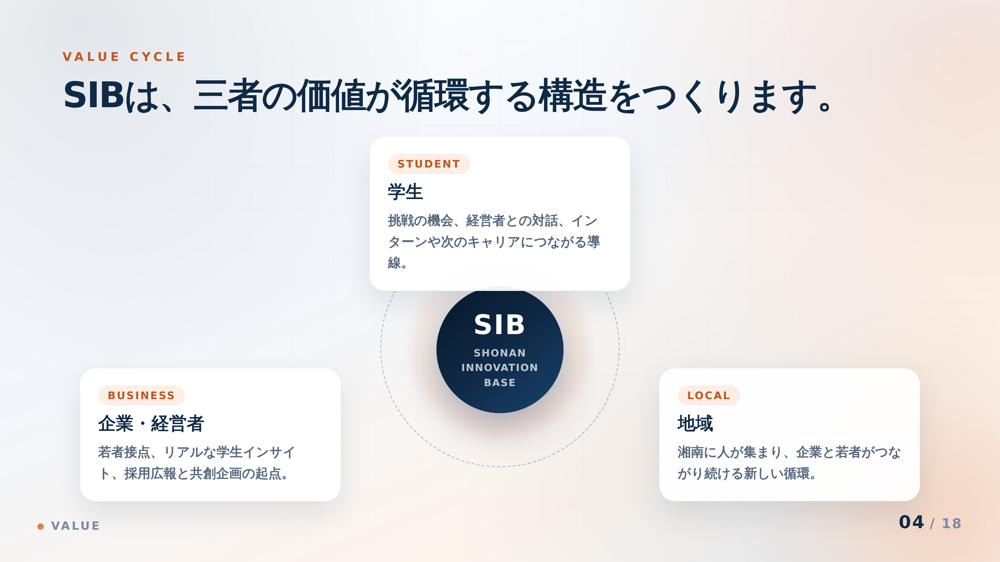 VALUE CYCLE
SIBは、三者の価値が循環する構造をつくります。
STUDENT
学生
挑戦の機会、経営者との対話、イン
ターンや次のキャリアにつながる導
線。
SIB
SHONAN
INNOVATION
BASE
BUSINESS
企業・経営者
若者接点、リアルな学生インサイ
ト、採用広報と共創企画の起点。
LOCAL
地域
湘南に人が集まり、企業と若者がつな
がり続ける新しい循環。
VALUE
04 / 18